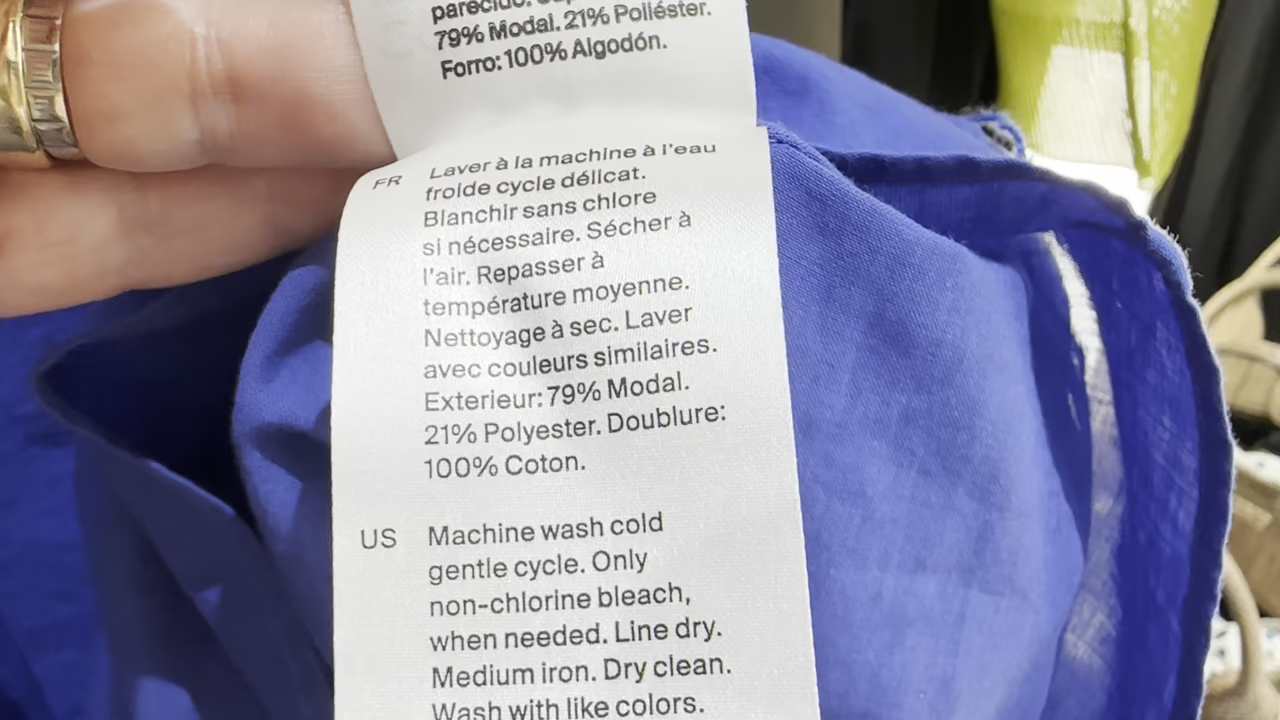 parecido.
79% Modal. 21% Poliéster.
Forro: 100% Algodón.
FR Laver à la machine à l'eau
froide cycle délicat.
Blanchir sans chlore
si nécessaire. Sécher à
l'air. Repasser à
température moyenne.
Nettoyage à sec. Laver
avec couleurs similaires.
Exterieur: 79% Modal.
21% Polyester. Doublure:
100% Coton.
US Machine wash cold
gentle cycle. Only
non-chlorine bleach,
when needed. Line dry.
Medium iron. Dry clean.
Wash with like colors.